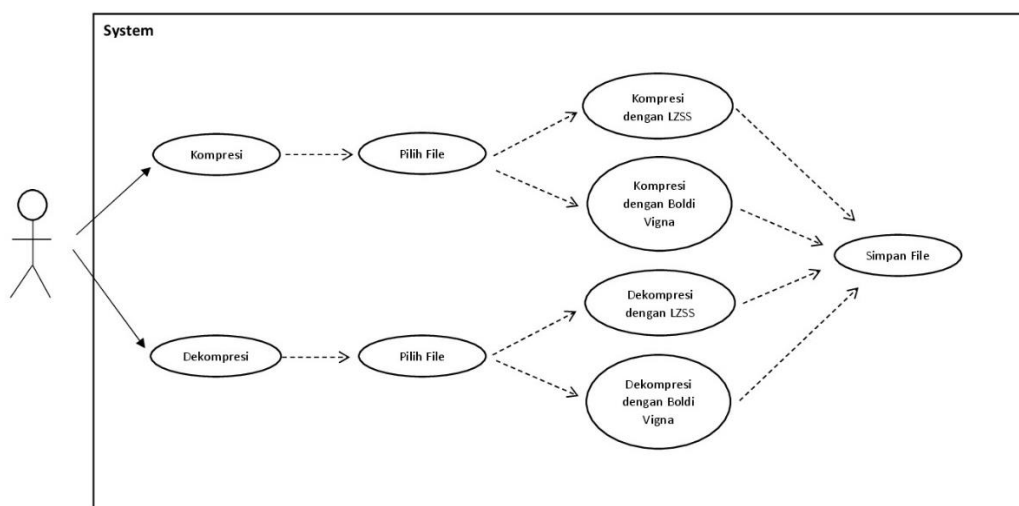 System
Kompresi
Pilih File
Kompresi
dengan LZSS
Kompresi
dengan Boldi
Vigna
Simpan File
Dekompresi
Pilih File
Dekompresi
dengan LZSS
Dekompresi
dengan Boldi
Vigna